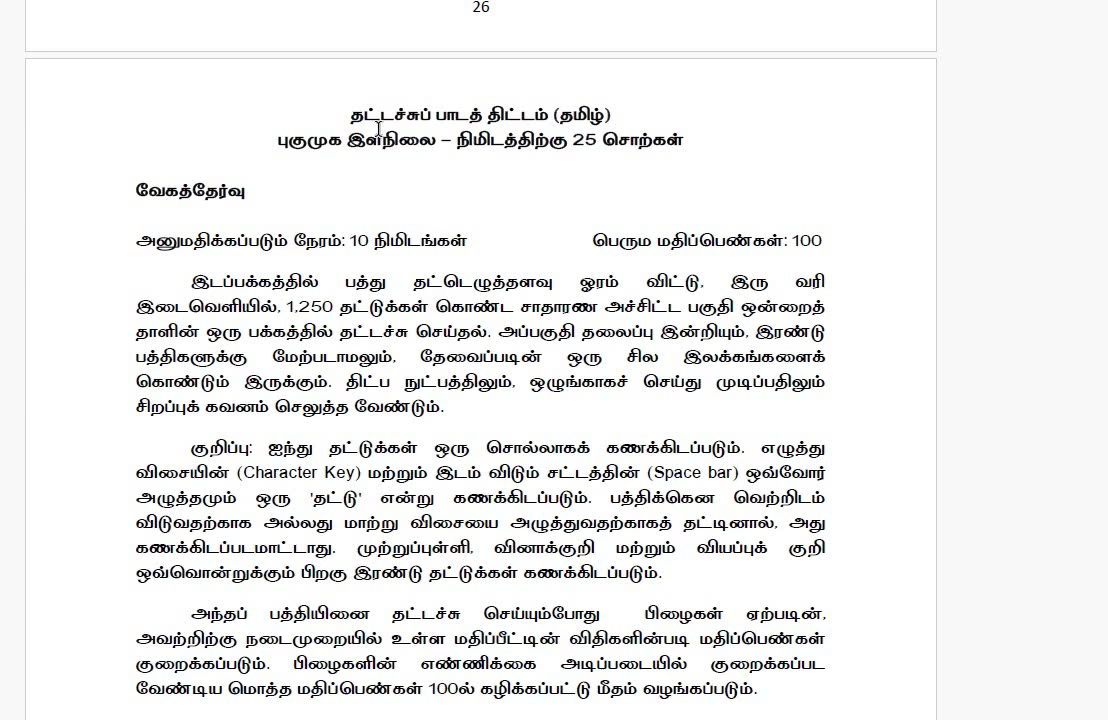 26
தட்டச்சுப் பாடத் திட்டம் (தமிழ்)
புகுமுக இளநிலை – நிமிடத்திற்கு 25 சொற்கள்
வேகத்தேர்வு
அனுமதிக்கப்படும் நேரம்: 10 நிமிடங்கள் பெரும மதிப்பெண்கள்: 100
இடப்பக்கத்தில் பத்து தட்டெழுத்தளவு ஓரம் விட்டு, இரு வரி
இடைவெளியில், 1,250 தட்டுக்கள் கொண்ட சாதாரண அச்சிட்ட பகுதி ஒன்றைத்
தாளின் ஒரு பக்கத்தில் தட்டச்சு செய்தல். அப்பகுதி தலைப்பு இன்றியும், இரண்டு
பத்திகளுக்கு மேற்படாமலும், தேவைப்படின் ஒரு சில இலக்கங்களைக்
கொண்டும் இருக்கும். திட்ப நுட்பத்திலும், ஒழுங்காகச் செய்து முடிப்பதிலும்
சிறப்புக் கவனம் செலுத்த வேண்டும்.
குறிப்பு: ஐந்து தட்டுக்கள் ஒரு சொல்லாகக் கணக்கிடப்படும். எழுத்து
விசையின் (Character Key) மற்றும் இடம் விடும் சட்டத்தின் (Space bar) ஒவ்வோர்
அழுத்தமும் ஒரு 'தட்டு' என்று கணக்கிடப்படும். பத்திக்கென வெற்றிடம்
விடுவதற்காக அல்லது மாற்று விசையை அழுத்துவதற்காகத் தட்டினால், அது
கணக்கிடப்படமாட்டாது. முற்றுப்புள்ளி, வினாக்குறி மற்றும் வியப்புக் குறி
ஒவ்வொன்றுக்கும் பிறகு இரண்டு தட்டுக்கள் கணக்கிடப்படும்.
அந்தப் பத்தியினை தட்டச்சு செய்யும்போது பிழைகள் ஏற்படின்,
அவற்றிற்கு நடைமுறையில் உள்ள மதிப்பீட்டின் விதிகளின்படி மதிப்பெண்கள்
குறைக்கப்படும். பிழைகளின் எண்ணிக்கை அடிப்படையில் குறைக்கப்பட
வேண்டிய மொத்த மதிப்பெண்கள் 100ல் கழிக்கப்பட்டு மீதம் வழங்கப்படும்.